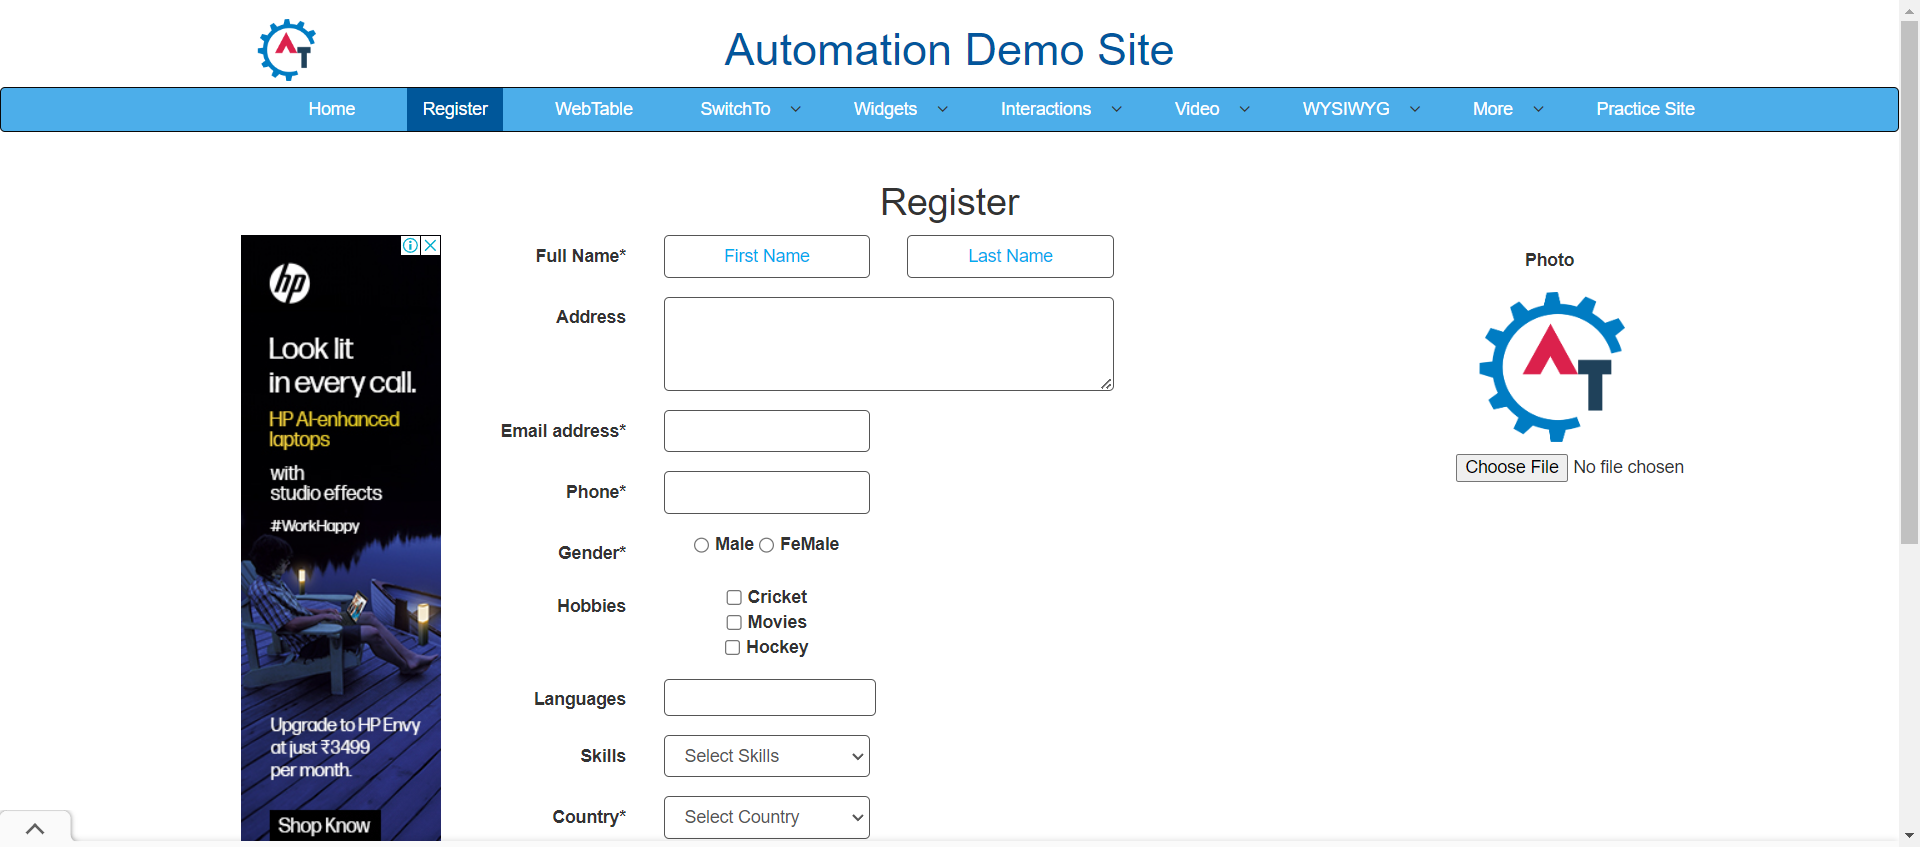 AT
Automation Demo Site
Home Register WebTable SwitchTo Widgets Interactions Video WYSIWYG More Practice Site
Register
hp
Look lit
in every call.
HP AI-enhanced
laptops
with
studio effects
#WorkHappy
Upgrade to HP Envy
at just ₹3499
per month.
Shop Know
Full Name* First Name Last Name
Address
Email address*
Phone*
Gender* Male FeMale
Hobbies
Cricket
Movies
Hockey
Languages
Skills Select Skills
Country* Select Country
Photo
AT
Choose File No file chosen